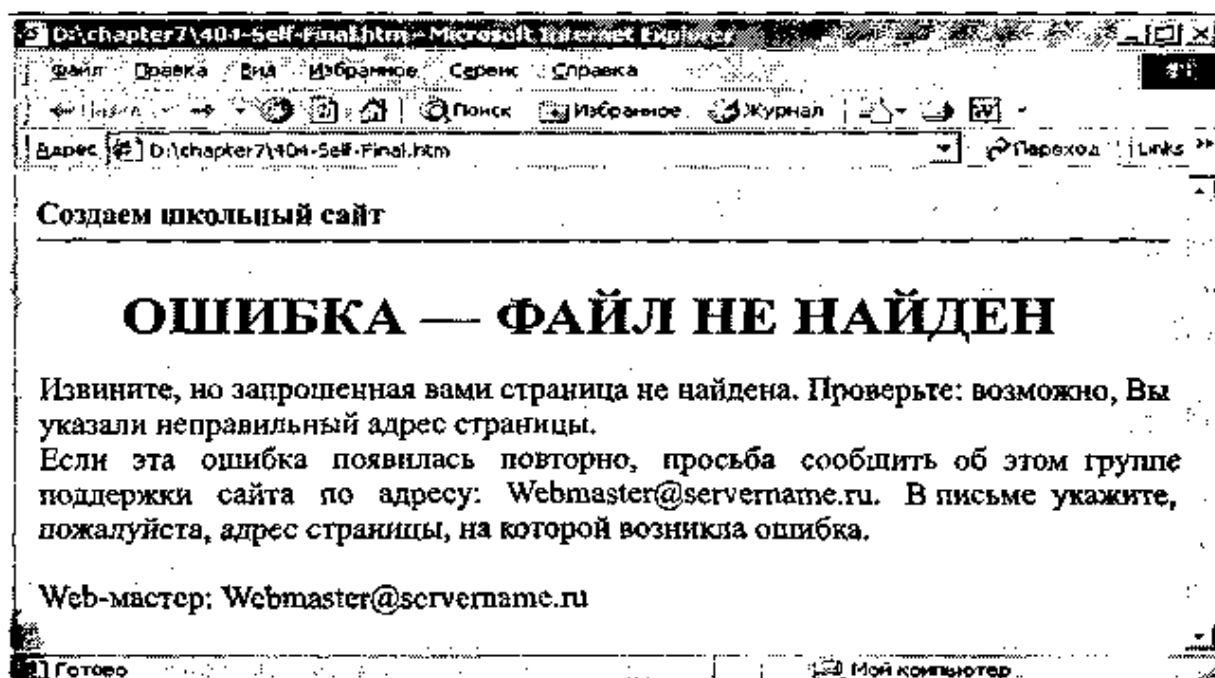 D:\chapter7\404-Self-Final.htm - Microsoft Internet Explorer
Файл Правка Вид Избранное Сервис Справка
Поиск Избранное Журнал
Адрес D:\chapter7\404-Self-Final.htm Переход Links »
Создаем школьный сайт
ОШИБКА — ФАЙЛ НЕ НАЙДЕН
Извините, но запрошенная вами страница не найдена. Проверьте: возможно, Вы
указали неправильный адрес страницы.
Если эта ошибка появилась повторно, просьба сообщить об этом группе
поддержки сайта по адресу: Webmaster@servername.ru. В письме укажите,
пожалуйста, адрес страницы, на которой возникла ошибка.
Web-мастер: Webmaster@servername.ru
Готово Мой компьютер